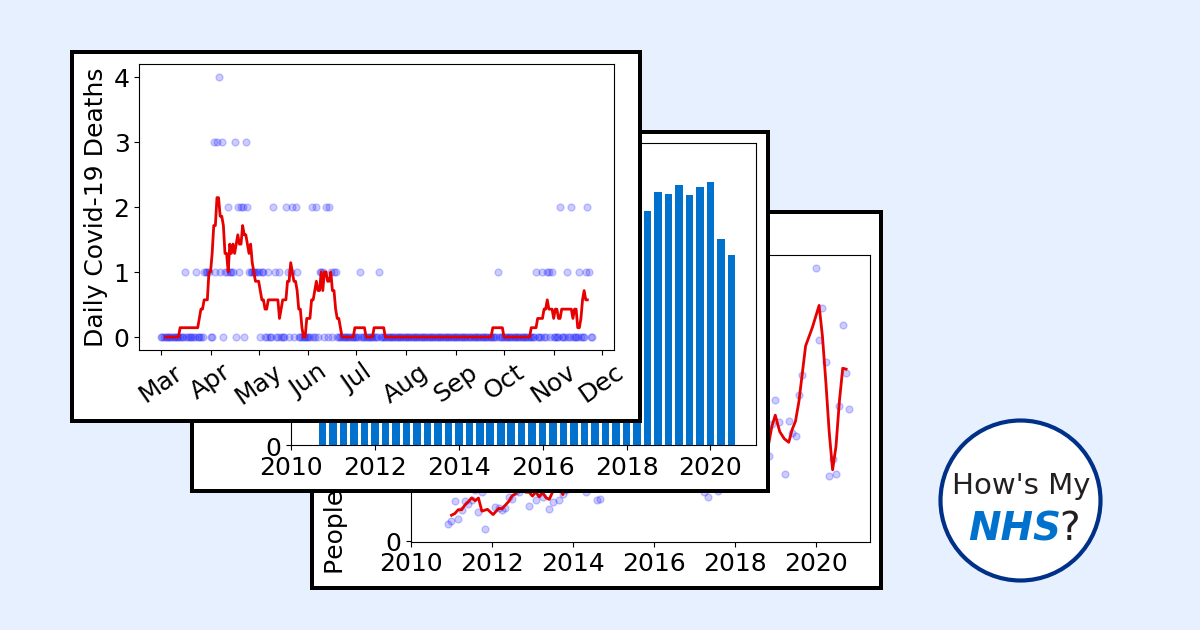 Daily Covid-19 Deaths
4
3
2
1
0
Mar Apr May Jun Jul Aug Sep Oct Nov Dec
0
2010 2012 2014 2016 2018 2020
People
0
2010 2012 2014 2016 2018 2020
How's My
NHS?